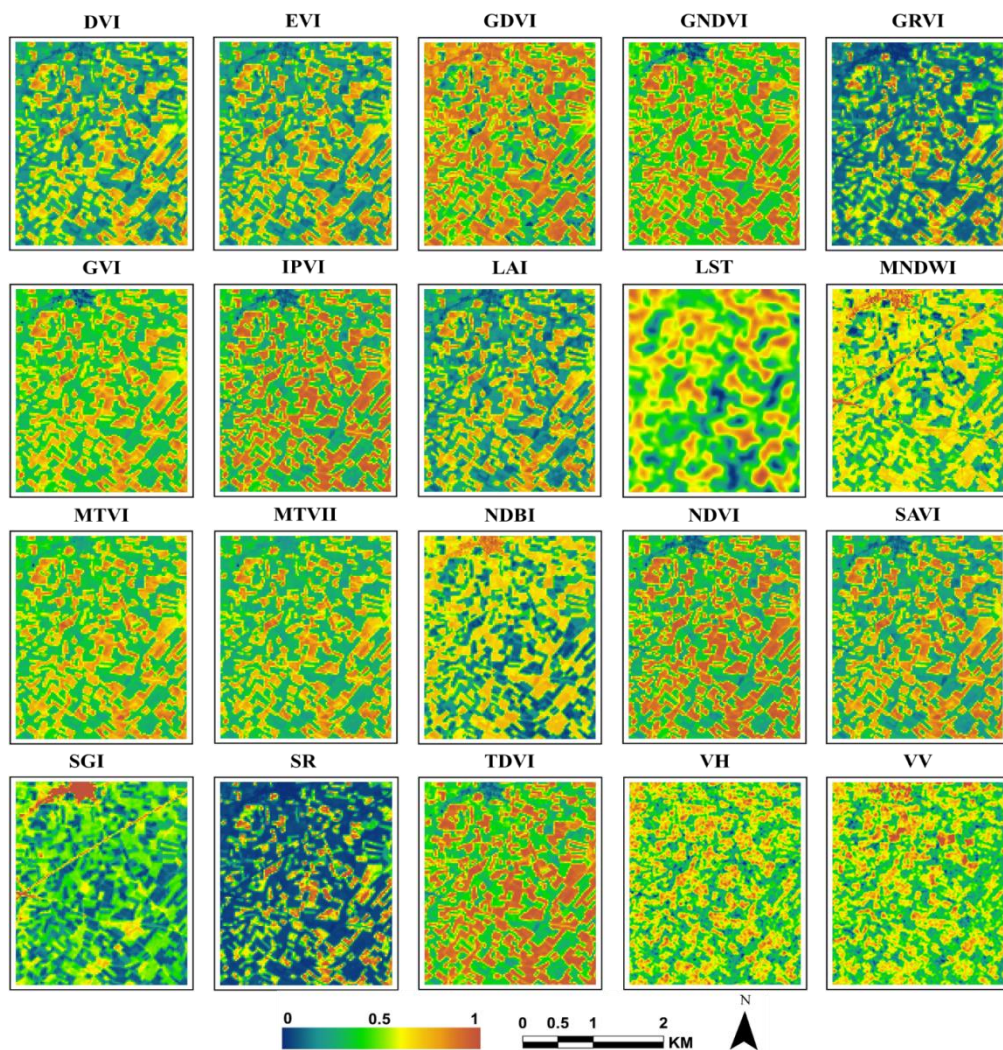 DVI EVI GDVI GNDVI GRVI
GVI IPVI LAI LST MNDWI
MTVI MTVII NDBI NDVI SAVI
SGI SR TDVI VH VV
0 0.5 1 0 0.5 1 2 KM N